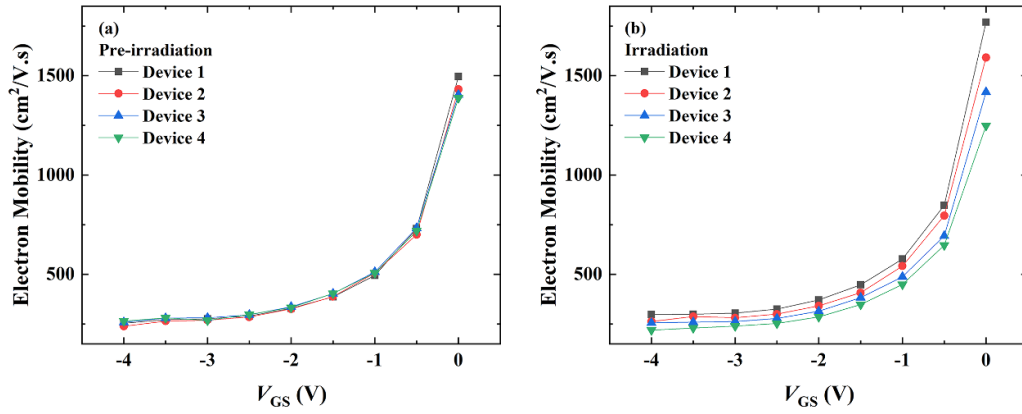 (a)
Pre-irradiation
Device 1
Device 2
Device 3
Device 4
Electron Mobility (cm²/V.s)
1500
1000
500
-4
-3
-2
-1
0
V_GS (V)
(b)
Irradiation
Device 1
Device 2
Device 3
Device 4
Electron Mobility (cm²/V.s)
1500
1000
500
-4
-3
-2
-1
0
V_GS (V)